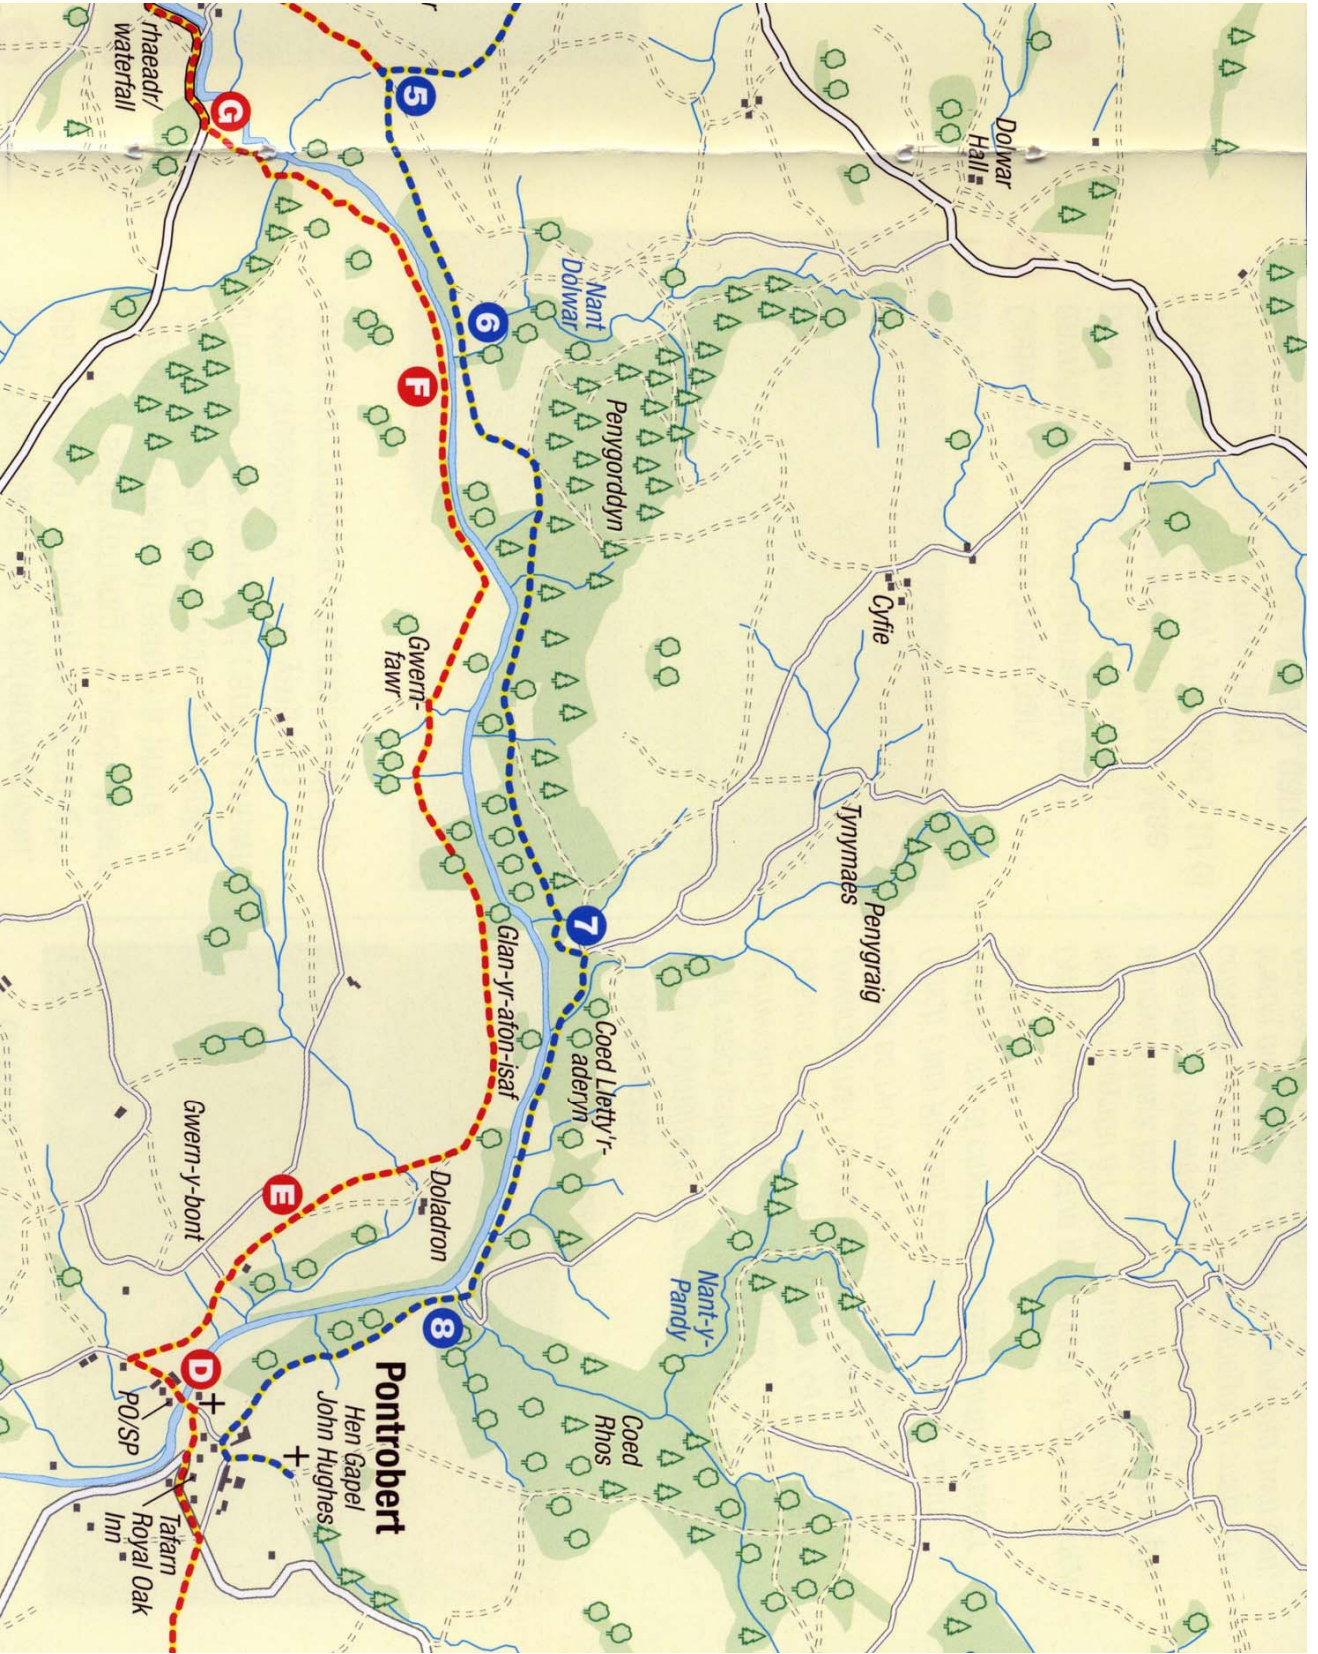 Dolwar
Hall
Cyfie
Penygraig
Tynymaes
Nant-y-
Pandy
Coed
Rhos
Penygorddyn
Nant
Dolwar
Coed Lletty'r-
aderyn
7
Glan-yr-afon-isaf
6
8
Doladron
5
F
Gwern-
fawr
Pontrobert
Hen Gapel
John Hughes
E
G
D
Gwern-y-bont
Tafarn
Royal Oak
Inn
PO/SP
rhaeadr/
waterfall